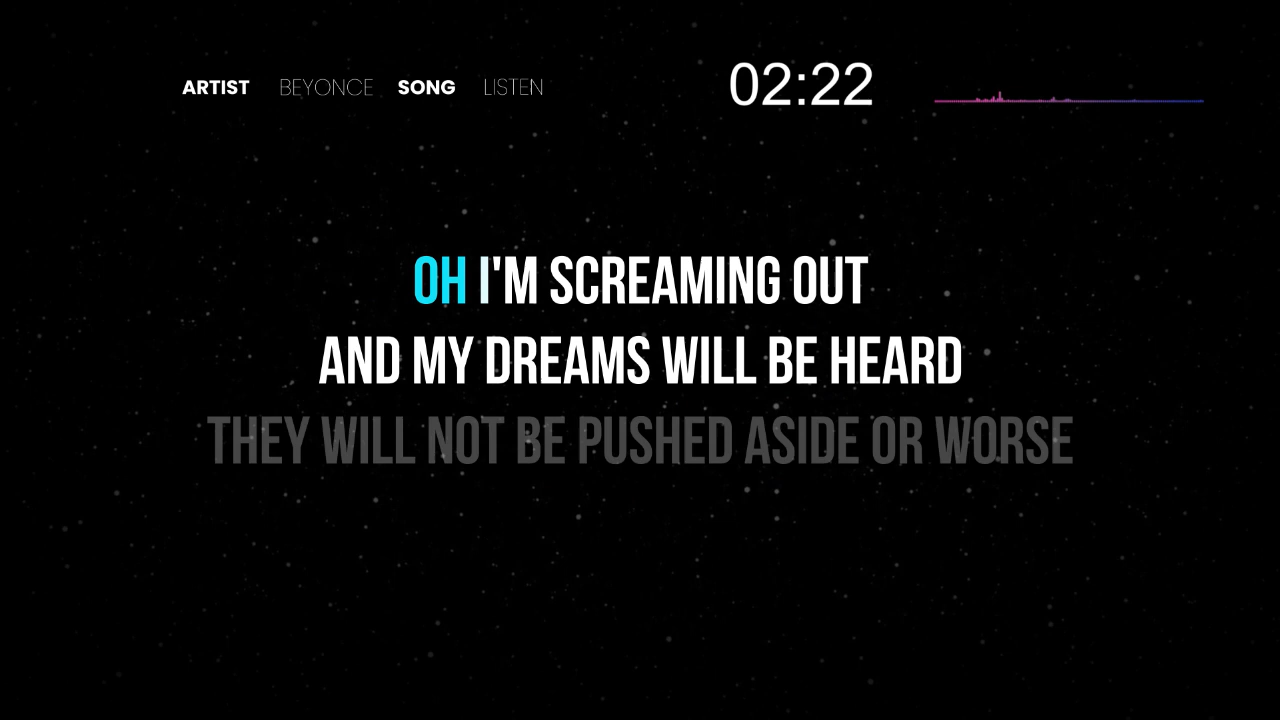 ARTIST BEYONCE SONG LISTEN 02:22
OH I'M SCREAMING OUT
AND MY DREAMS WILL BE HEARD
THEY WILL NOT BE PUSHED ASIDE OR WORSE